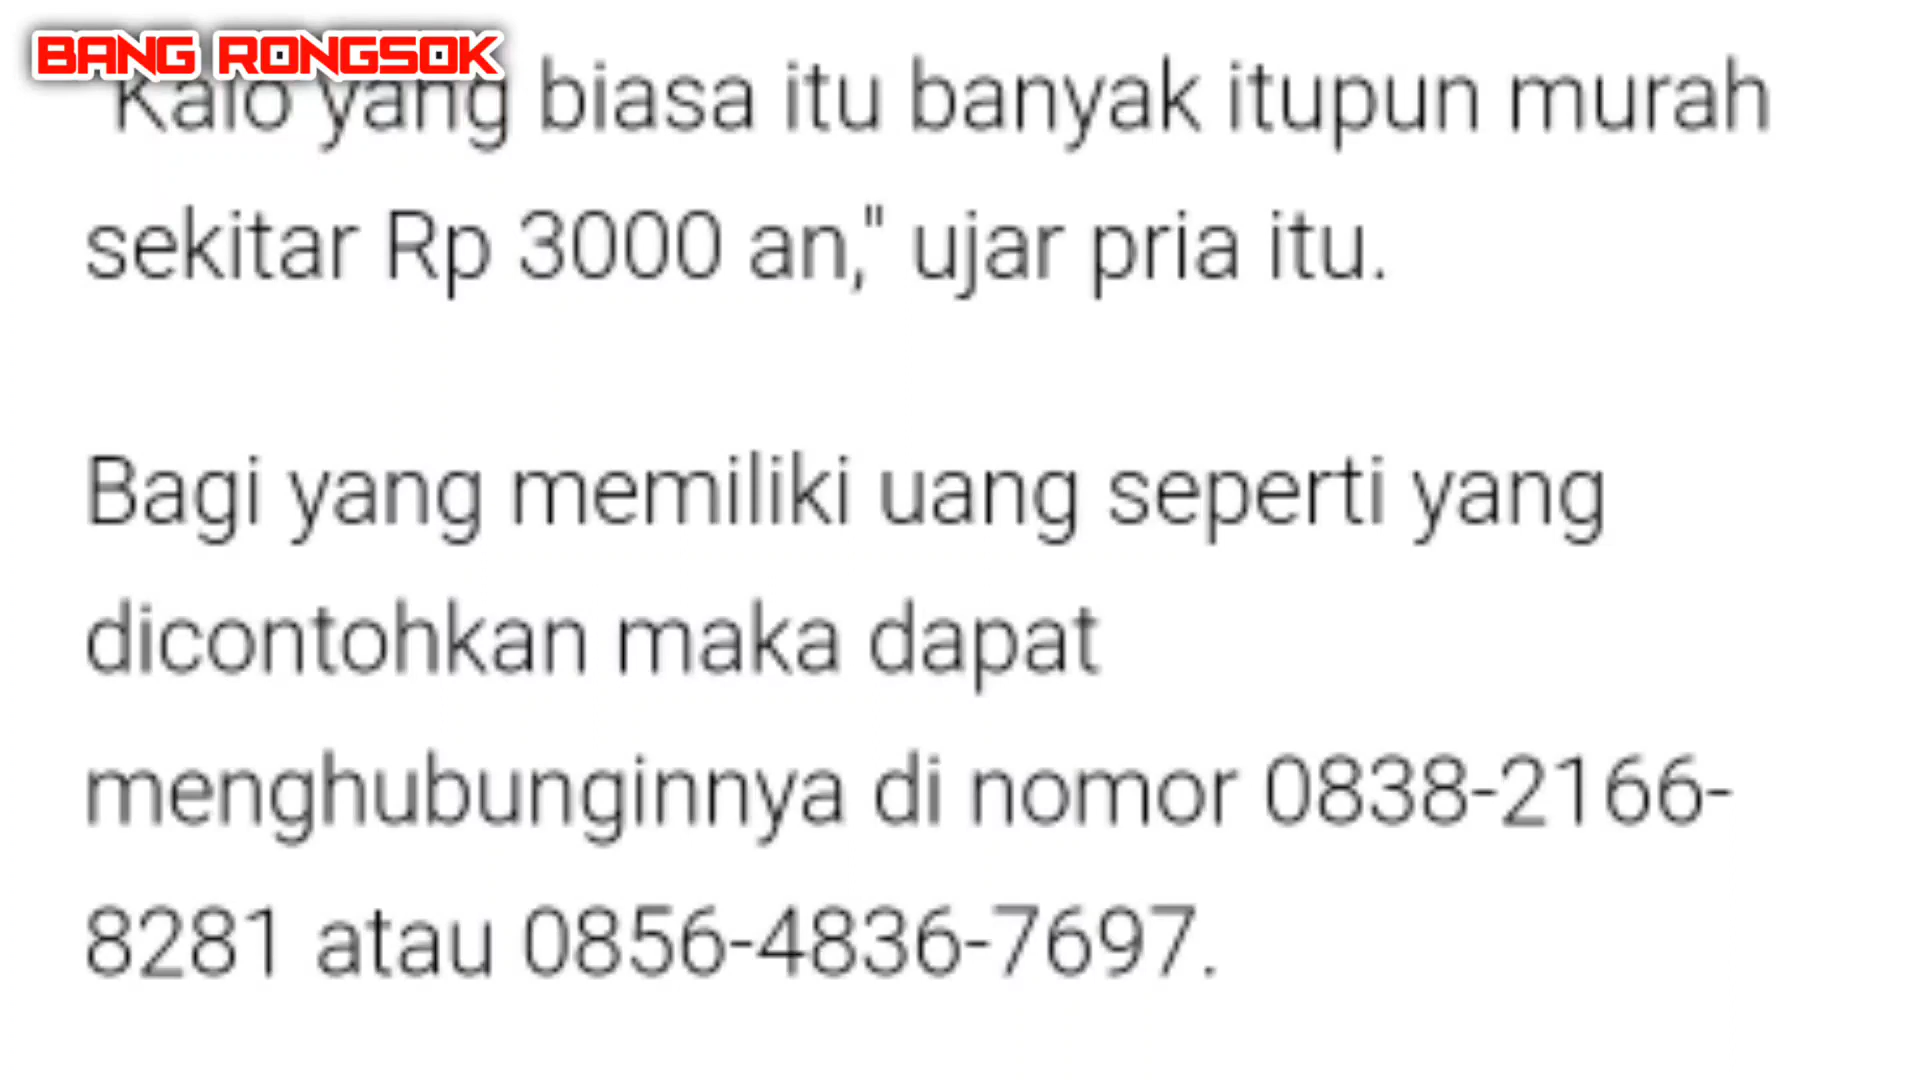 BANG RONGSOK
Kalo yang biasa itu banyak itupun murah
sekitar Rp 3000 an," ujar pria itu.
Bagi yang memiliki uang seperti yang
dicontohkan maka dapat
menghubunginnya di nomor 0838-2166-
8281 atau 0856-4836-7697.